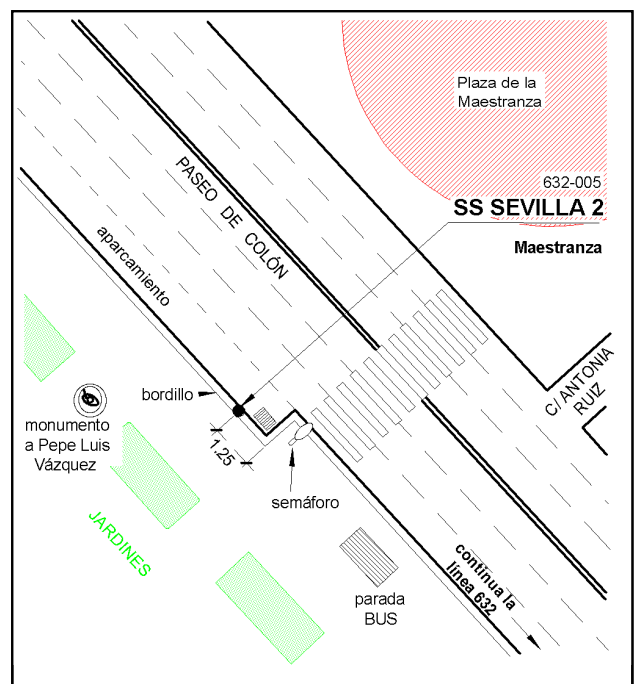 Plaza de la
Maestranza
632-005
SS SEVILLA 2
Maestranza
PASEO DE COLÓN
aparcamiento
C/ ANTONIA
RUIZ
bordillo
monumento
a Pepe Luis
Vázquez
1.25
semáforo
JARDINES
parada
BUS
continua la
línea 632